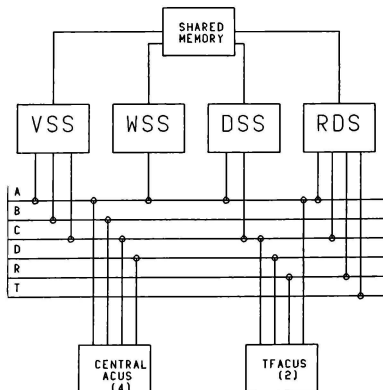 SHARED
MEMORY
VSS
WSS
DSS
RDS
A
B
C
D
R
T
CENTRAL
ACUS
(4)
TFACUS
(2)